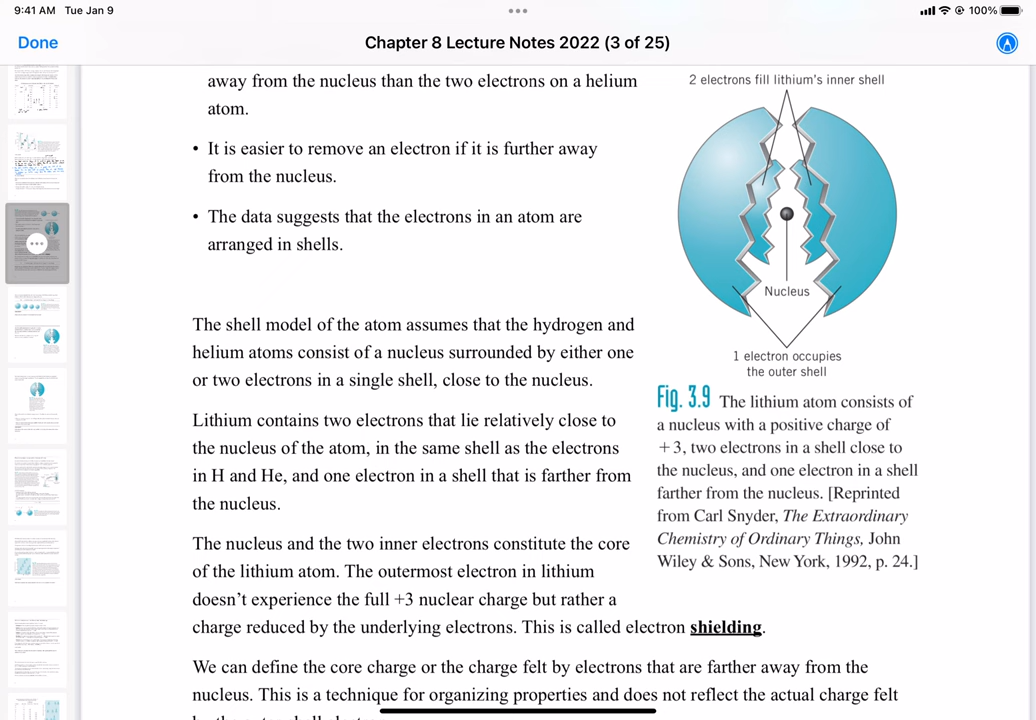 9:41 AM Tue Jan 9
100%
Done
Chapter 8 Lecture Notes 2022 (3 of 25)
away from the nucleus than the two electrons on a helium
atom.
• It is easier to remove an electron if it is further away
from the nucleus.
• The data suggests that the electrons in an atom are
arranged in shells.
The shell model of the atom assumes that the hydrogen and
helium atoms consist of a nucleus surrounded by either one
or two electrons in a single shell, close to the nucleus.
Lithium contains two electrons that lie relatively close to
the nucleus of the atom, in the same shell as the electrons
in H and He, and one electron in a shell that is farther from
the nucleus.
The nucleus and the two inner electrons constitute the core
of the lithium atom. The outermost electron in lithium
doesn’t experience the full +3 nuclear charge but rather a
charge reduced by the underlying electrons. This is called electron shielding.
We can define the core charge or the charge felt by electrons that are farther away from the
nucleus. This is a technique for organizing properties and does not reflect the actual charge felt
2 electrons fill lithium's inner shell
Nucleus
1 electron occupies
the outer shell
Fig. 3.9 The lithium atom consists of
a nucleus with a positive charge of
+3, two electrons in a shell close to
the nucleus, and one electron in a shell
farther from the nucleus. [Reprinted
from Carl Snyder, The Extraordinary
Chemistry of Ordinary Things, John
Wiley & Sons, New York, 1992, p. 24.]